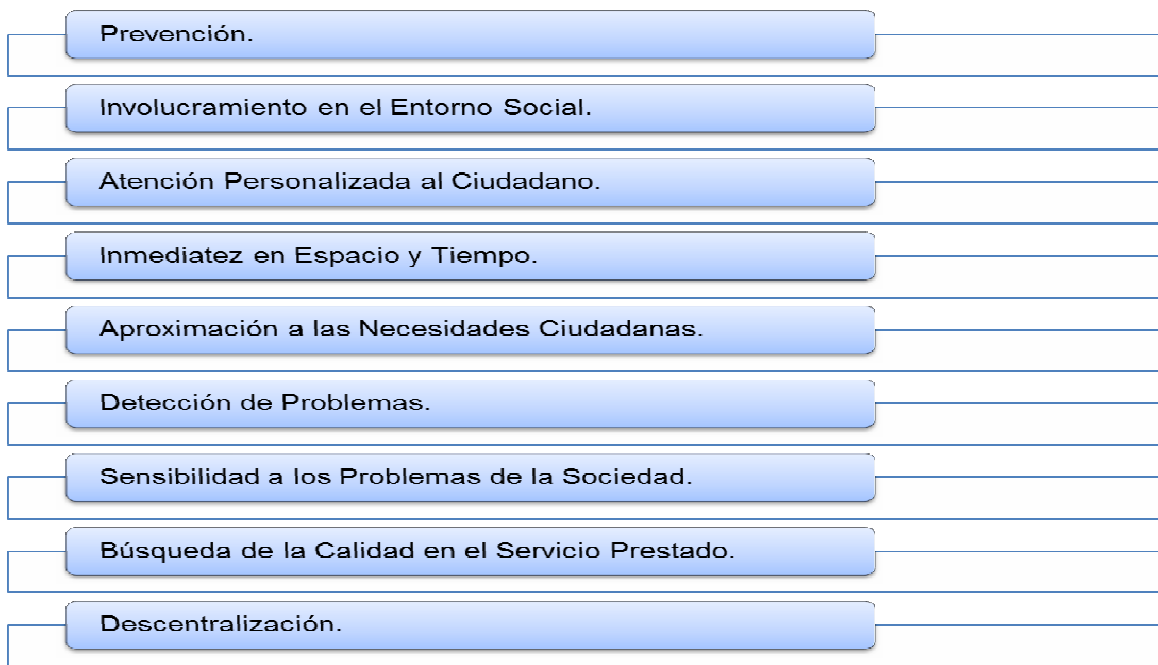 Prevención.
Involucramiento en el Entorno Social.
Atención Personalizada al Ciudadano.
Inmediatez en Espacio y Tiempo.
Aproximación a las Necesidades Ciudadanas.
Detección de Problemas.
Sensibilidad a los Problemas de la Sociedad.
Búsqueda de la Calidad en el Servicio Prestado.
Descentralización.